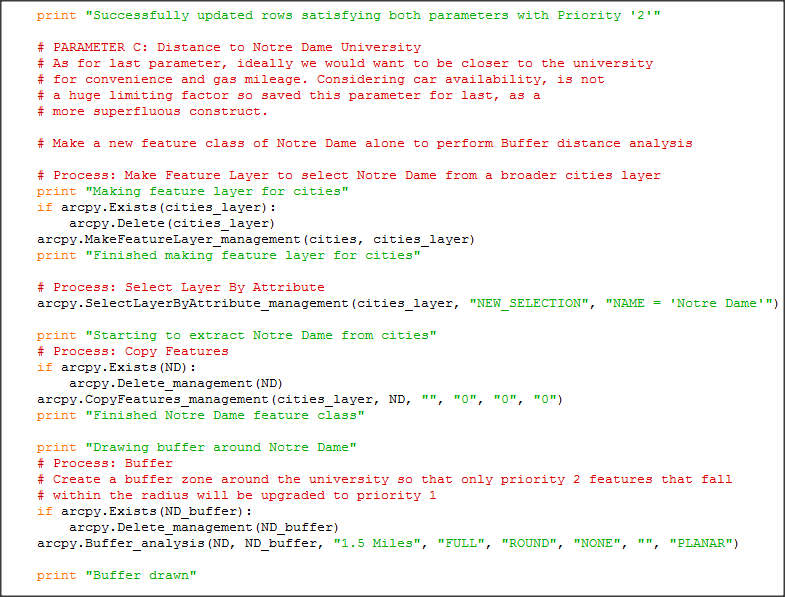 print "Successfully updated rows satisfying both parameters with Priority '2'"
# PARAMETER C: Distance to Notre Dame University
# As for last parameter, ideally we would want to be closer to the university
# for convenience and gas mileage. Considering car availability, is not
# a huge limiting factor so saved this parameter for last, as a
# more superfluous construct.
# Make a new feature class of Notre Dame alone to perform Buffer distance analysis
# Process: Make Feature Layer to select Notre Dame from a broader cities layer
print "Making feature layer for cities"
if arcpy.Exists(cities_layer):
    arcpy.Delete(cities_layer)
arcpy.MakeFeatureLayer_management(cities, cities_layer)
print "Finished making feature layer for cities"
# Process: Select Layer By Attribute
arcpy.SelectLayerByAttribute_management(cities_layer, "NEW_SELECTION", "NAME = 'Notre Dame'")
print "Starting to extract Notre Dame from cities"
# Process: Copy Features
if arcpy.Exists(ND):
    arcpy.Delete_management(ND)
arcpy.CopyFeatures_management(cities_layer, ND, "", "0", "0", "0")
print "Finished Notre Dame feature class"
print "Drawing buffer around Notre Dame"
# Process: Buffer
# Create a buffer zone around the university so that only priority 2 features that fall
# within the radius will be upgraded to priority 1
if arcpy.Exists(ND_buffer):
    arcpy.Delete_management(ND_buffer)
arcpy.Buffer_analysis(ND, ND_buffer, "1.5 Miles", "FULL", "ROUND", "NONE", "", "PLANAR")
print "Buffer drawn"